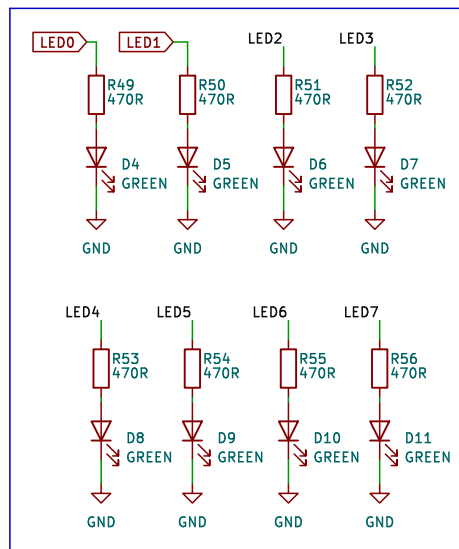 LED0
LED1
LED2
LED3
R49
470R
R50
470R
R51
470R
R52
470R
D4
GREEN
D5
GREEN
D6
GREEN
D7
GREEN
GND
GND
GND
GND
LED4
LED5
LED6
LED7
R53
470R
R54
470R
R55
470R
R56
470R
D8
GREEN
D9
GREEN
D10
GREEN
D11
GREEN
GND
GND
GND
GND